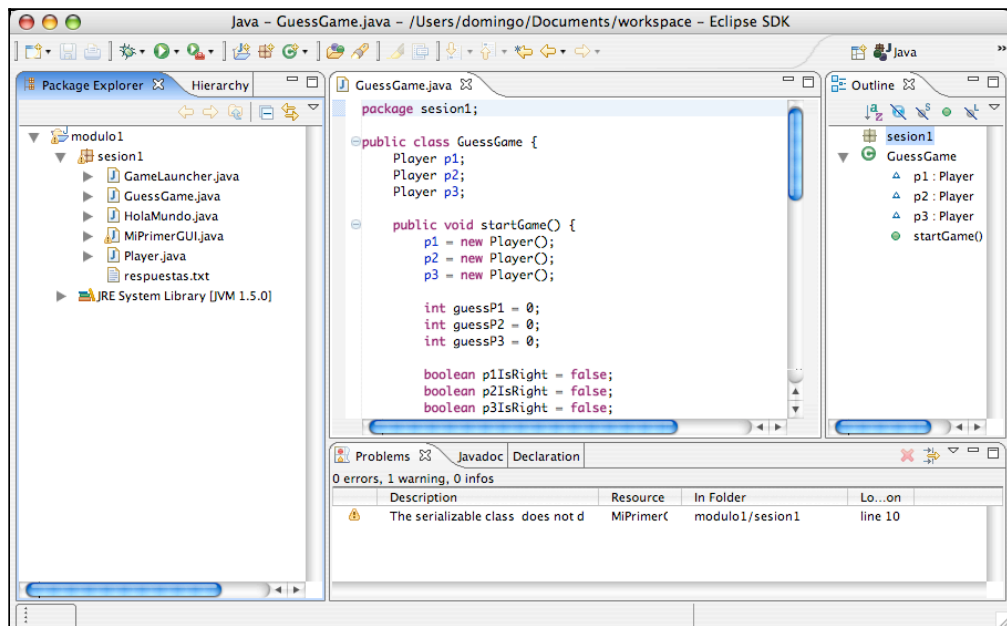 Java – GuessGame.java – /Users/domingo/Documents/workspace – Eclipse SDK
Java
»
Package Explorer
Hierarchy
modulo1
sesion1
GameLauncher.java
GuessGame.java
HolaMundo.java
MiPrimerGUI.java
Player.java
respuestas.txt
JRE System Library [JVM 1.5.0]
GuessGame.java
package sesion1;
public class GuessGame {
Player p1;
Player p2;
Player p3;
public void startGame() {
p1 = new Player();
p2 = new Player();
p3 = new Player();
int guessP1 = 0;
int guessP2 = 0;
int guessP3 = 0;
boolean p1IsRight = false;
boolean p2IsRight = false;
boolean p3IsRight = false;
Outline
sesion1
GuessGame
p1 : Player
p2 : Player
p3 : Player
startGame()
Problems
Javadoc
Declaration
0 errors, 1 warning, 0 infos
Description Resource In Folder Lo...on
The serializable class does not d MiPrimerG modulo1/sesion1 line 10